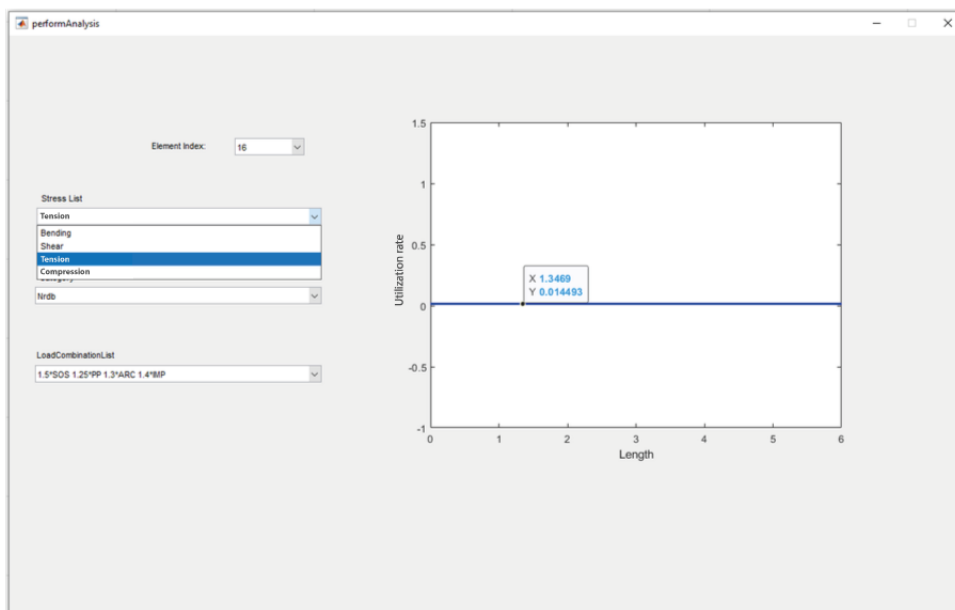 performAnalysis
Element Index:
16
Stress List
Tension
Bending
Shear
Tension
Compression
Category
Nrdb
LoadCombinationList
1.5*SOS 1.25*PP 1.3*ARC 1.4*IMP
1.5
1
0.5
0
-0.5
-1
Utilization rate
X 1.3469
Y 0.014493
0
1
2
3
4
5
6
Length